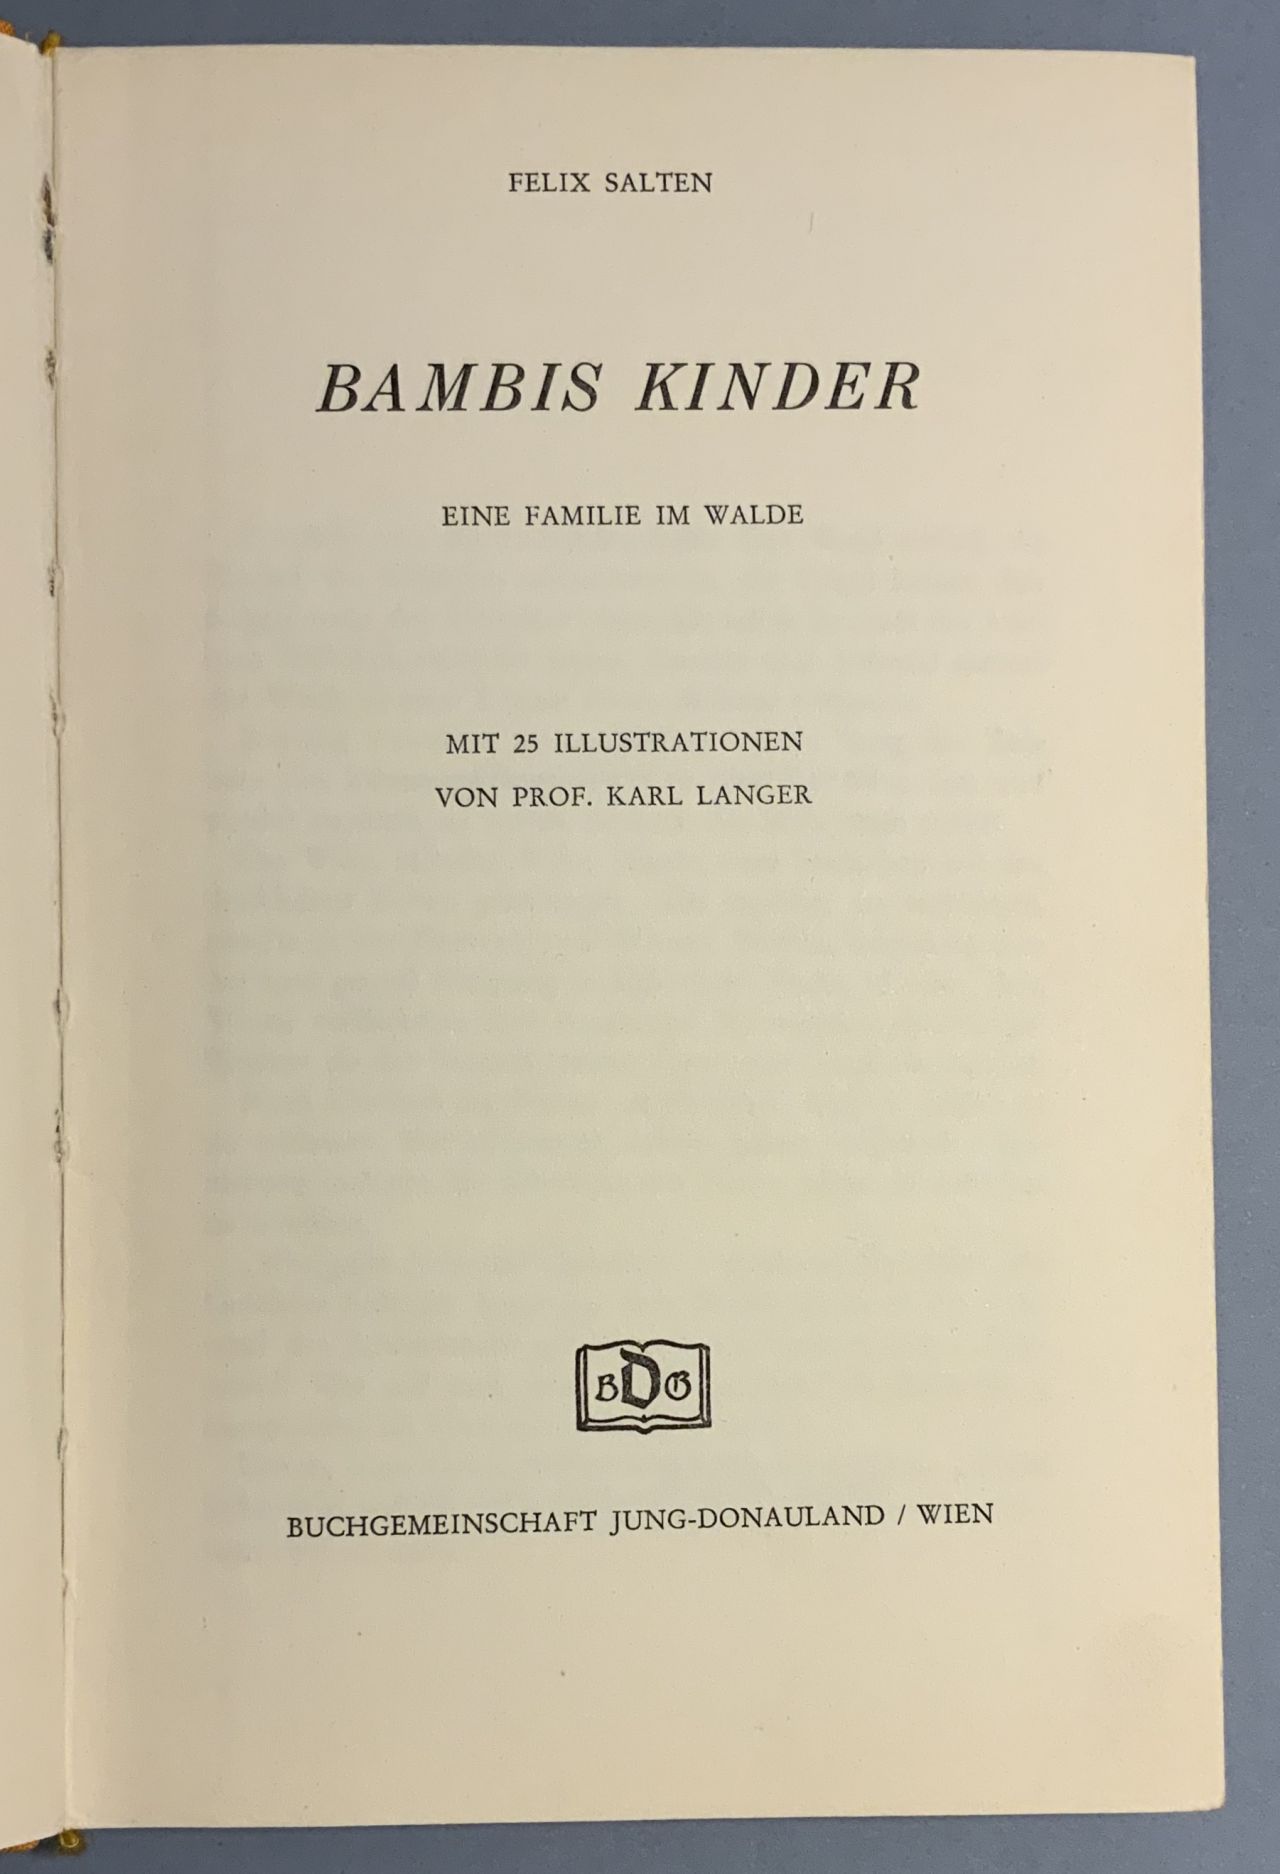 FELIX SALTEN
BAMBIS KINDER
EINE FAMILIE IM WALDE
MIT 25 ILLUSTRATIONEN
VON PROF. KARL LANGER
B D G
BUCHGEMEINSCHAFT JUNG-DONAULAND / WIEN